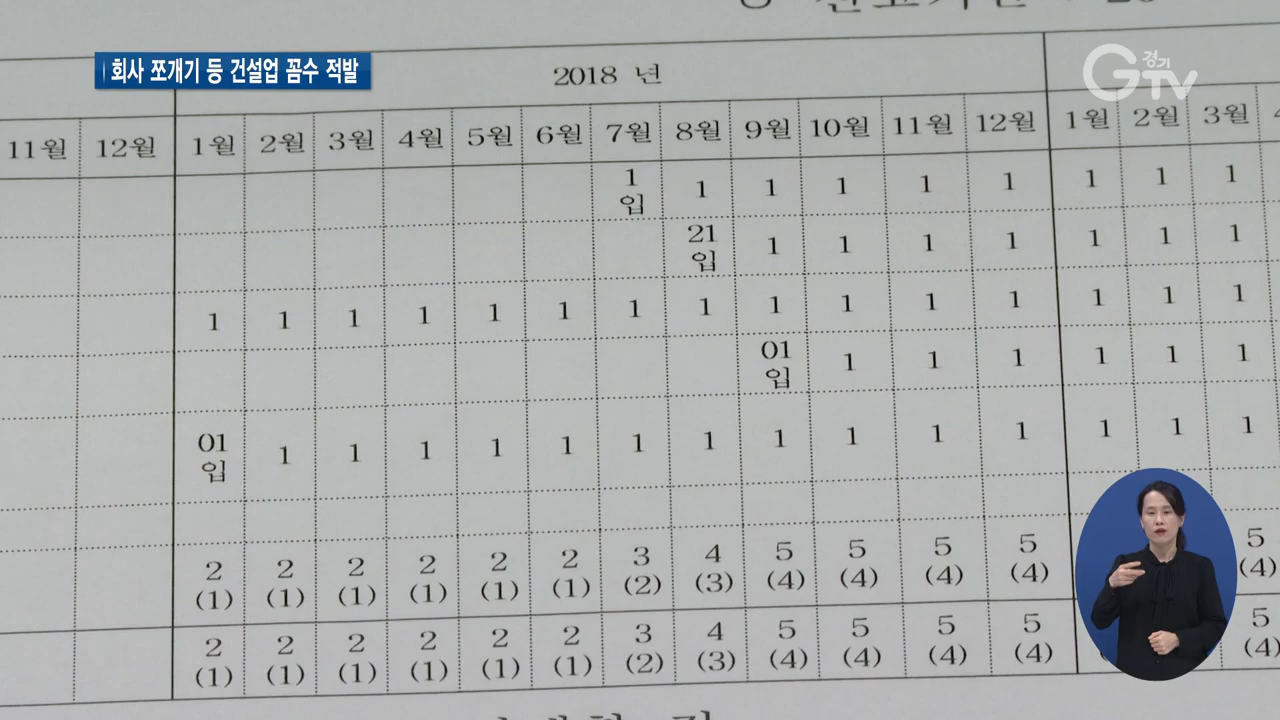 회사 쪼개기 등 건설업 꼼수 적발
경기
GTV
2018 년
11월 12월 1월 2월 3월 4월 5월 6월 7월 8월 9월 10월 11월 12월 1월 2월 3월
1 1 1 1 1 1 1 1 1
입
21 1 1 1 1 1 1 1
입
1 1 1 1 1 1 1 1 1 1 1 1 1 1 1
01 1 1 1 1 1 1
입
01 1 1 1 1 1 1 1 1 1 1 1 1 1 1
입
2 2 2 2 2 2 3 4 5 5 5 5 5
(1) (1) (1) (1) (1) (1) (2) (3) (4) (4) (4) (4) (4)
2 2 2 2 2 2 3 4 5 5 5 5 5
(1) (1) (1) (1) (1) (1) (2) (3) (4) (4) (4) (4) (4)